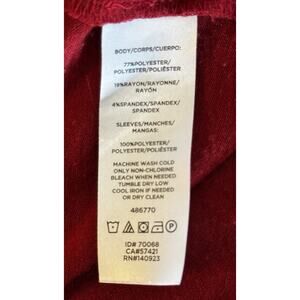 BODY/CORPS/CUERPO:
77%POLYESTER/
POLYESTER/POLIÉSTER
19%RAYON/RAYONNE/
RAYÓN
4%SPANDEX/SPANDEX/
SPANDEX
SLEEVES/MANCHES/
MANGAS:
100%POLYESTER/
POLYESTER/POLIÉSTER
MACHINE WASH COLD
ONLY NON-CHLORINE
BLEACH WHEN NEEDED
TUMBLE DRY LOW
COOL IRON IF NEEDED
OR DRY CLEAN
486770
ID# 70068
CA#57421
RN#140923